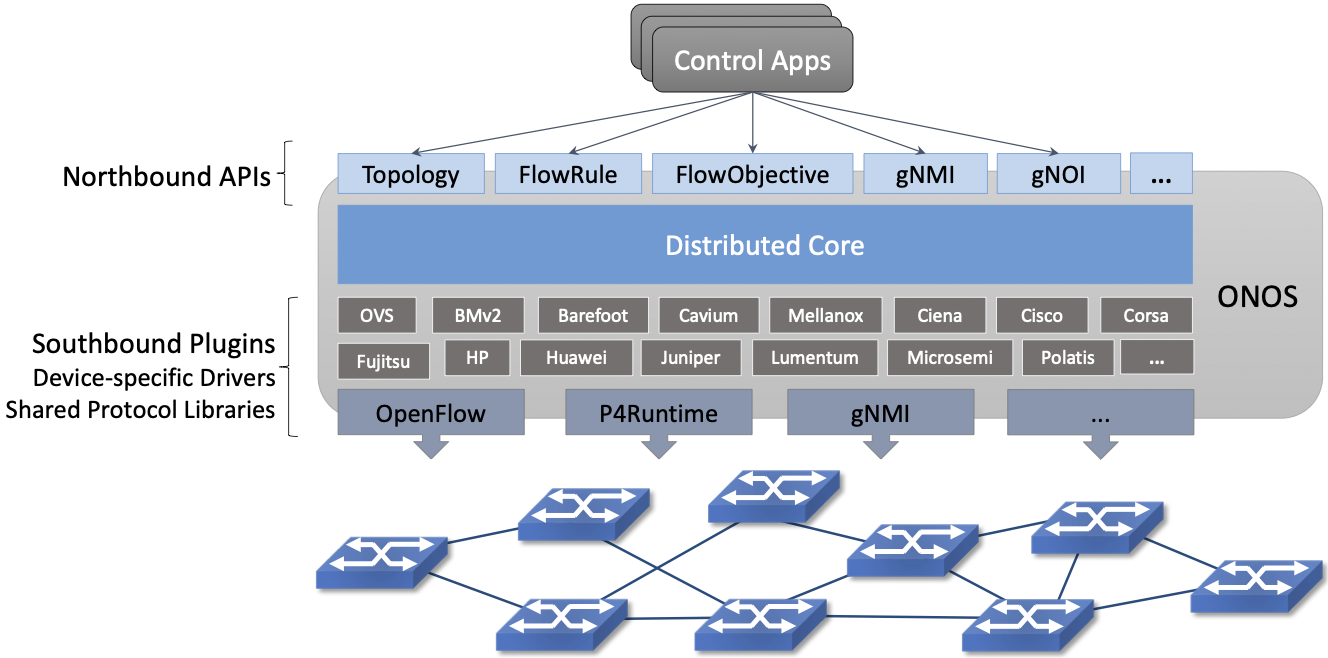 Control Apps
Northbound APIs
Topology
FlowRule
FlowObjective
gNMI
gNOI
...
Distributed Core
ONOS
Southbound Plugins
Device-specific Drivers
Shared Protocol Libraries
OVS
BMv2
Barefoot
Cavium
Mellanox
Ciena
Cisco
Corsa
Fujitsu
HP
Huawei
Juniper
Lumentum
Microsemi
Polatis
...
OpenFlow
P4Runtime
gNMI
...